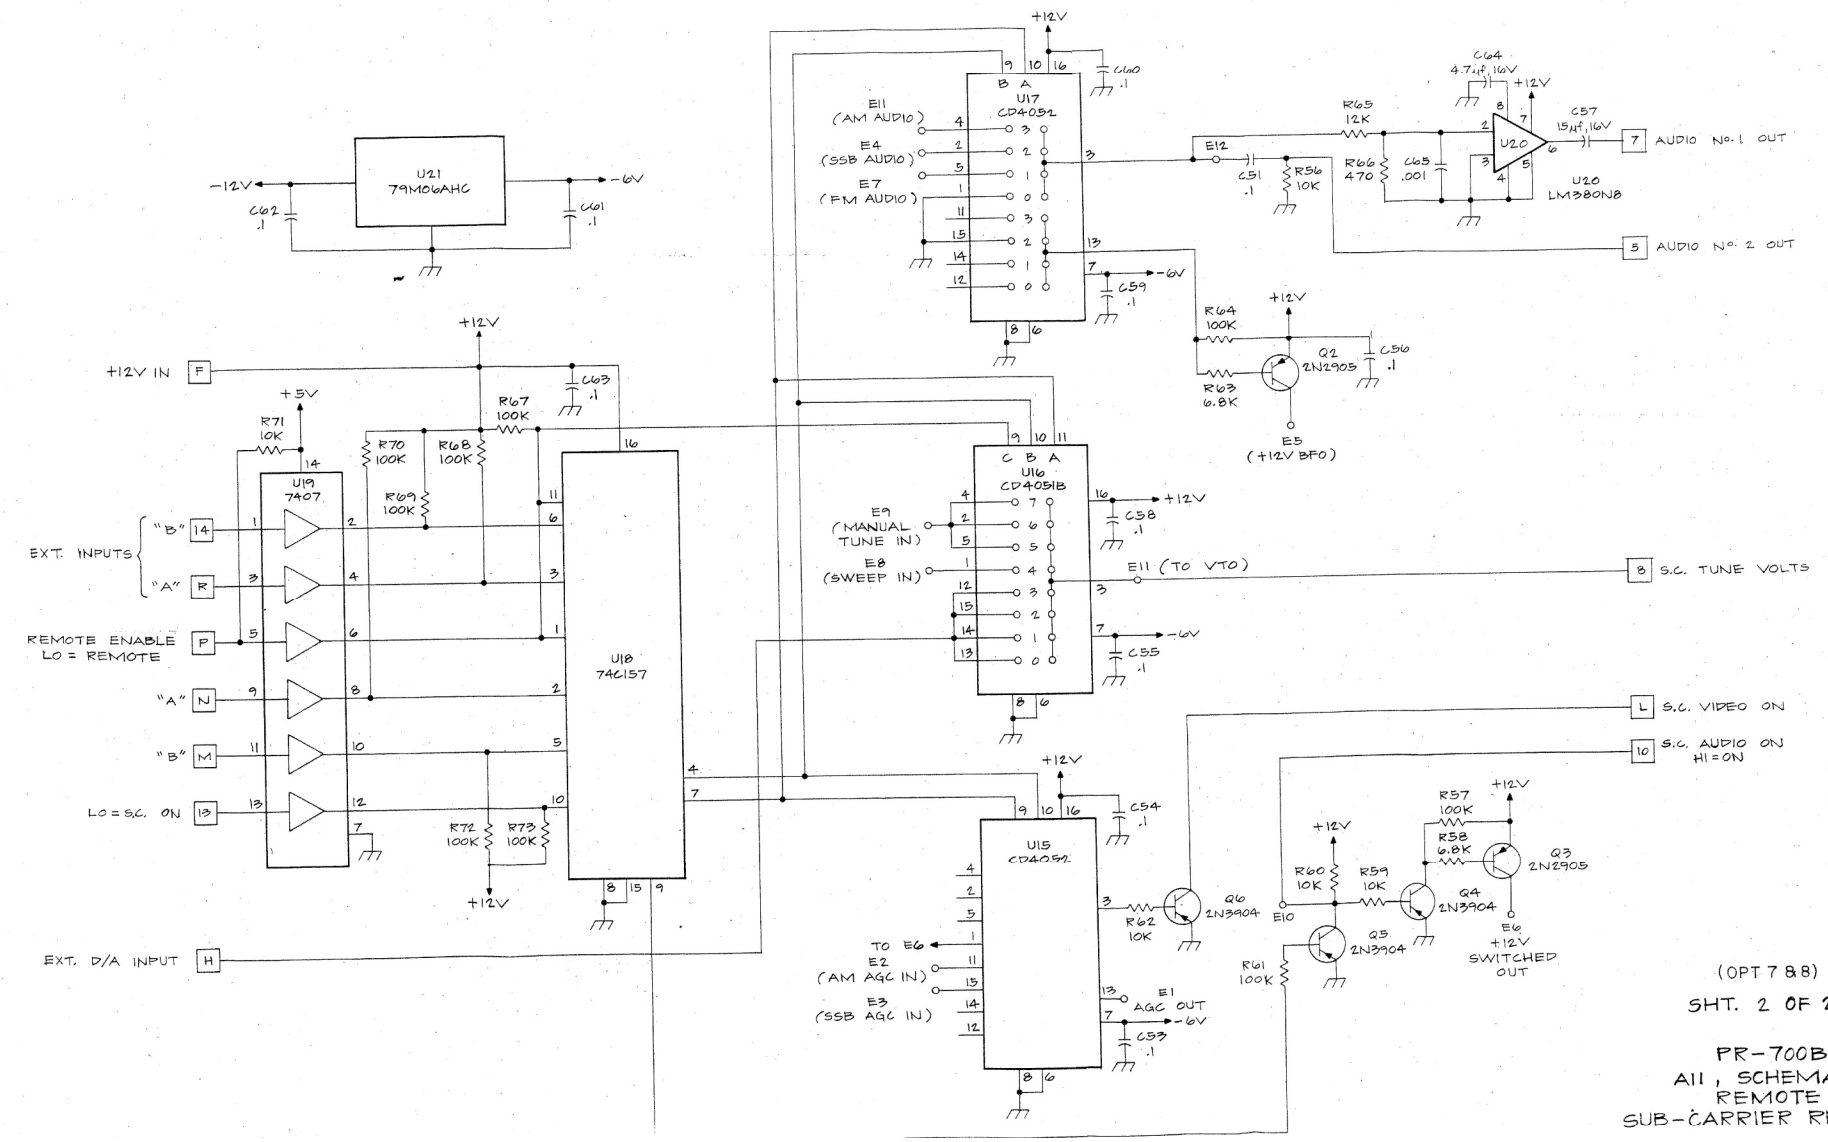 +12V
9 10 16
B A
U17
CD4052
C60
.1
E11
(AM AUDIO)
4
3
E4
(SSB AUDIO)
2
2
5
1
E7
(FM AUDIO)
1
0
11
3
15
2
14
1
12
0
3
13
7
-6V
C59
.1
8 6
U21
79M06AHC
-12V
-6V
C62
.1
C61
.1
C64
4.7µf,16V
+12V
R65
12K
8
7
2
U20
3
6
4
5
C57
15µf,16V
7
AUDIO No. 1 OUT
E12
C51
.1
R56
10K
R66
470
C65
.001
U20
LM380N8
5
AUDIO No. 2 OUT
R64
100K
+12V
R63
6.8K
Q2
2N2905
C56
.1
E5
(+12V BFO)
+12V
+12V IN
F
C63
.1
+5V
R71
10K
14
R67
100K
R70
100K
R68
100K
R69
100K
16
U19
7407
EXT. INPUTS
"B"
14
1
2
"A"
R
3
4
REMOTE ENABLE
LO = REMOTE
P
5
6
"A"
N
9
8
"B"
M
11
10
LO=S.C. ON
13
13
12
7
R72
100K
R73
100K
+12V
11
6
3
1
2
5
10
U18
74C157
4
7
8 15 9
EXT. D/A INPUT
H
9 10 11
C B A
U16
CD4051B
E9
(MANUAL
TUNE IN)
4
7
2
6
5
5
E8
(SWEEP IN)
1
4
12
3
15
2
14
1
13
0
16
+12V
C58
.1
3
E11 (TO VTO)
8
S.C. TUNE VOLTS
7
-6V
C55
.1
8 6
+12V
9 10 16
C54
.1
U15
CD4052
4
2
5
1
TO E6
E2
(AM AGC IN)
11
15
E3
(SSB AGC IN)
14
12
3
R62
10K
Q6
2N3904
13
E1
AGC OUT
7
-6V
C53
.1
8 6
L
S.C. VIDEO ON
10
S.C. AUDIO ON
HI=ON
R57
100K
+12V
R58
6.8K
+12V
R60
10K
R59
10K
Q3
2N2905
Q4
2N3904
E10
Q5
2N3904
R61
100K
E6
+12V
SWITCHED
OUT
(OPT 7 & 8)
SHT. 2 OF 2
PR-700B
A11, SCHEMA
REMOTE
SUB-CARRIER RE